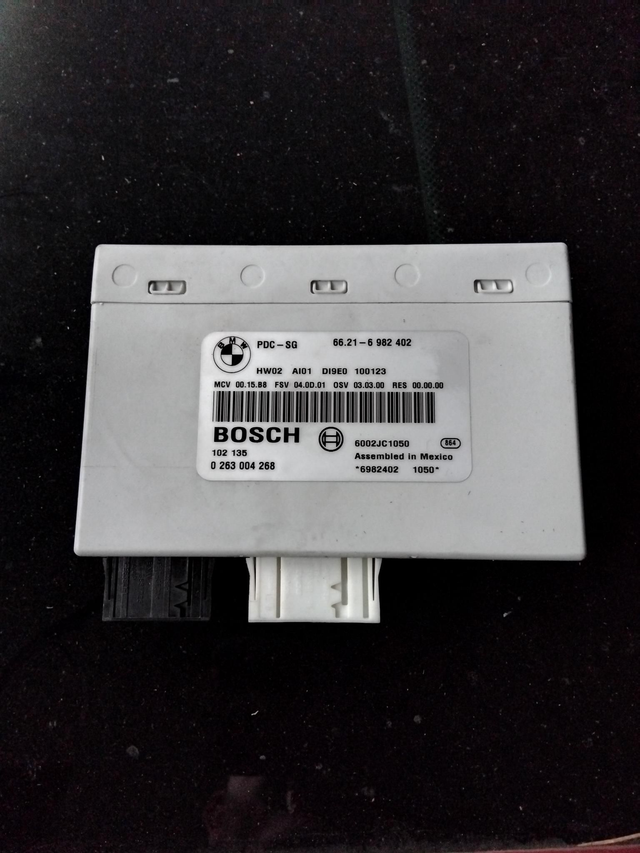 BMW PDC-SG 66.21-6 982 402
HW02 AI01 DI9E0 100123
MCV 00.15.B8 FSV 04.0D.01 OSV 03.03.00 RES 00.00.00
BOSCH 6002JC1050 864
102 135 Assembled in Mexico
0 263 004 268 *6982402 1050*